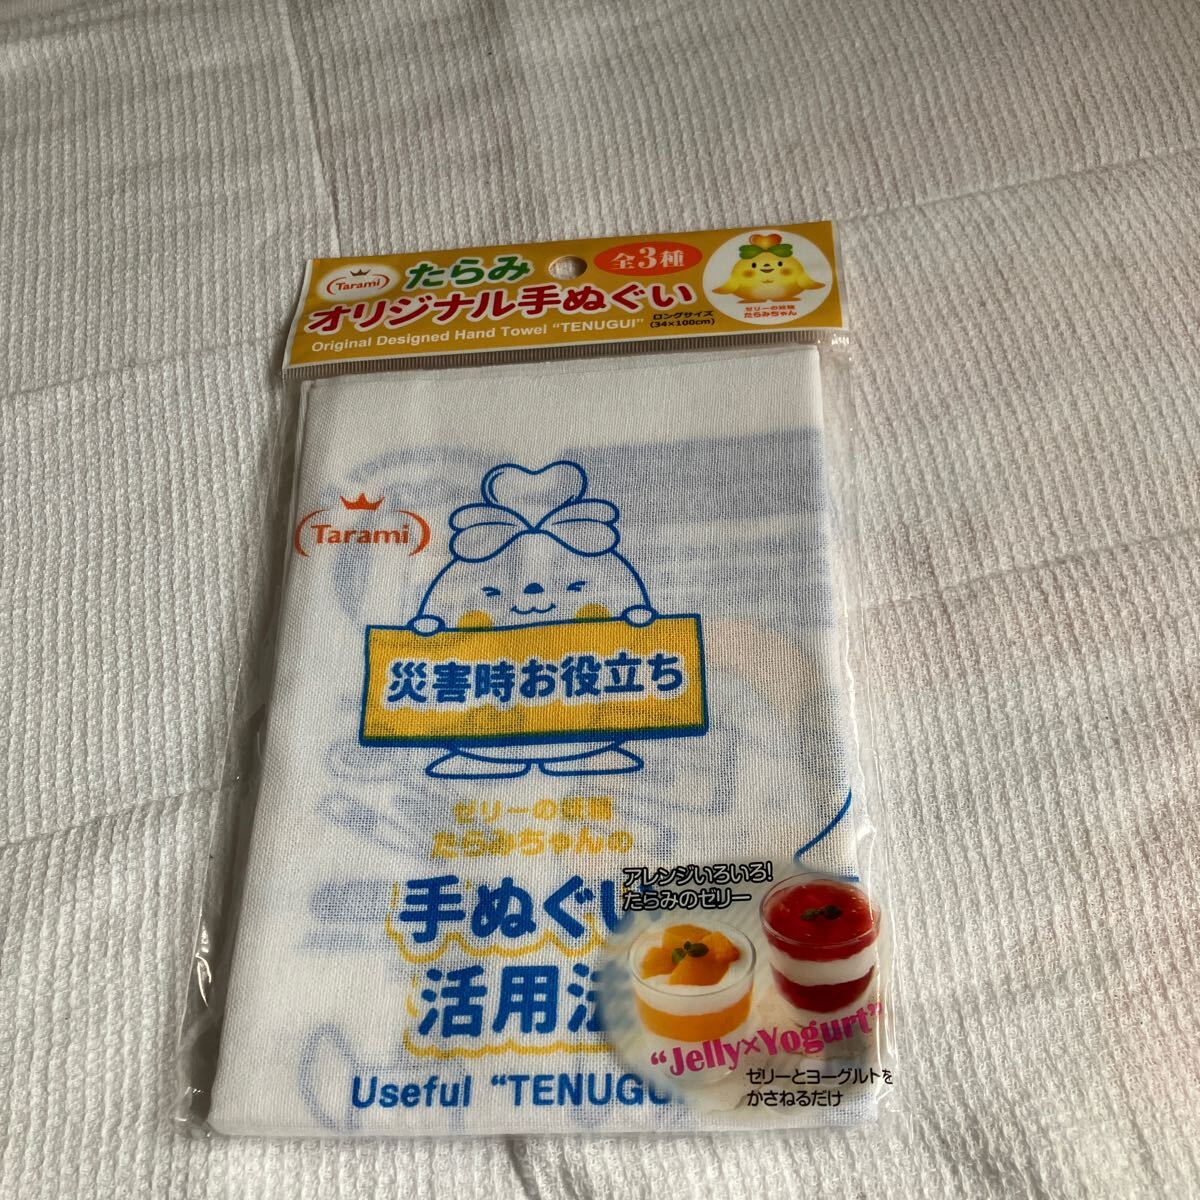 Tarami
たらみ
全3種
オリジナル手ぬぐい
ロングサイズ
(34×100cm)
Original Designed Hand Towel "TENUGUI"
ゼリーの妖精
たらみちゃん
Tarami
災害時お役立ち
ゼリーの妖精
たらみちゃんの
手ぬぐい
活用法
Useful "TENUGU
アレンジいろいろ!
たらみのゼリー
"Jelly×Yogurt"
ゼリーとヨーグルトを
かさねるだけ